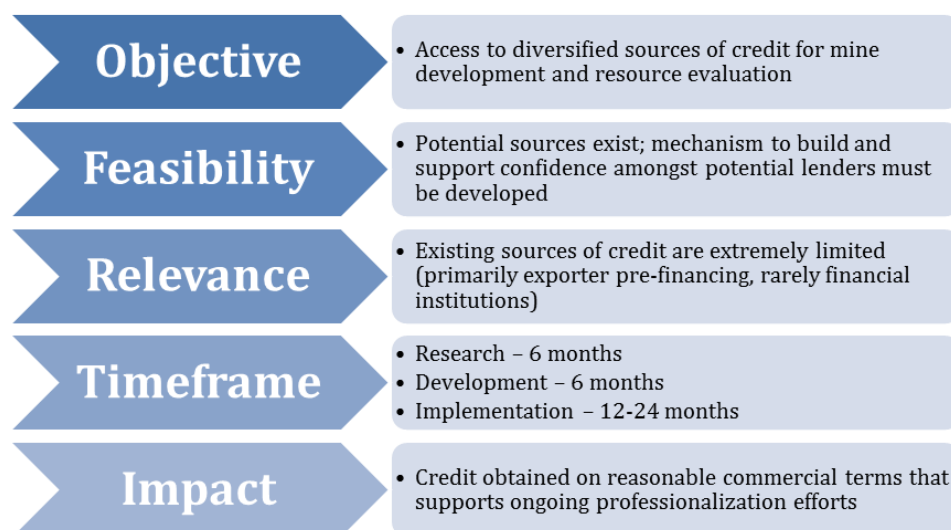 Objective
• Access to diversified sources of credit for mine
development and resource evaluation
Feasibility
• Potential sources exist; mechanism to build and
support confidence amongst potential lenders must
be developed
Relevance
• Existing sources of credit are extremely limited
(primarily exporter pre-financing, rarely financial
institutions)
Timeframe
• Research – 6 months
• Development – 6 months
• Implementation – 12-24 months
Impact
• Credit obtained on reasonable commercial terms that
supports ongoing professionalization efforts